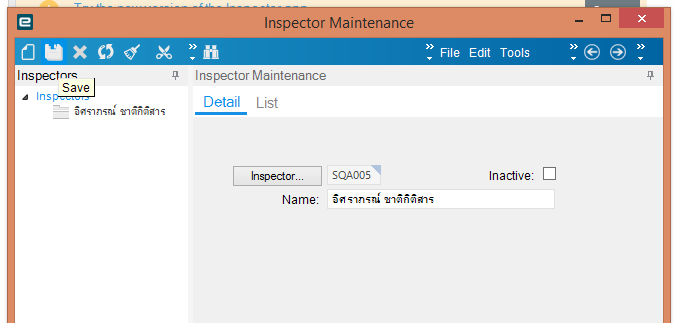 Try the new version of the Inspector app
Inspector Maintenance
File Edit Tools
Inspectors
Save
Inspector Maintenance
Inspectors
อิศราภรณ์ ชาติกิติสาร
Detail List
Inspector... SQA005 Inactive:
Name: อิศราภรณ์ ชาติกิติสาร